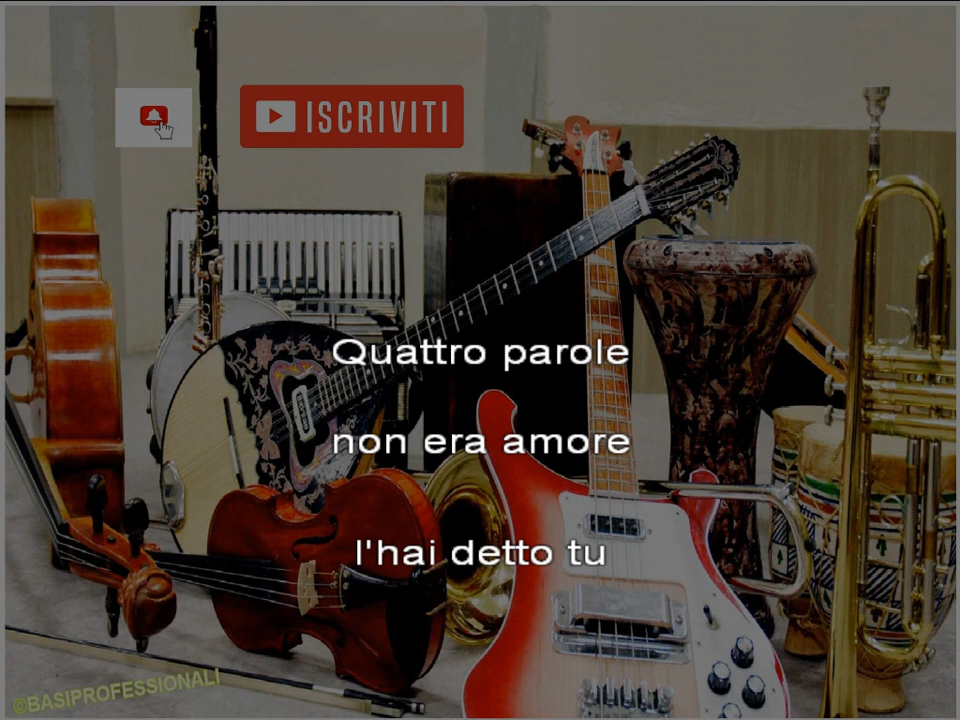 ISCRIVITI
Quattro parole
non era amore
l'hai detto tu
©BASIPROFESSIONALI